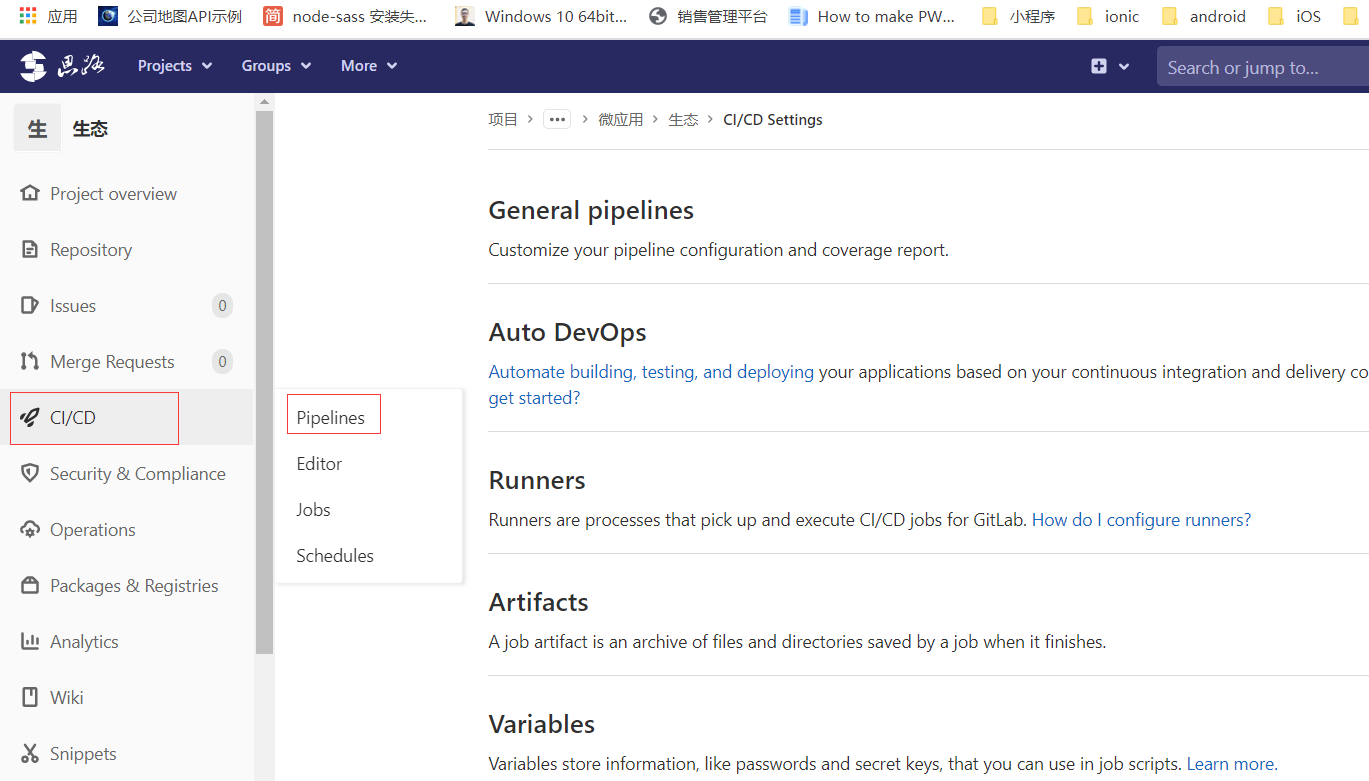 应用 公司地图API示例 node-sass 安装失... Windows 10 64bit... 销售管理平台 How to make PW... 小程序 ionic android iOS
简
思路 Projects Groups More Search or jump to...
生 生态
Project overview
Repository
Issues 0
Merge Requests 0
CI/CD
Security & Compliance
Operations
Packages & Registries
Analytics
Wiki
Snippets
Pipelines
Editor
Jobs
Schedules
项目 > ... > 微应用 > 生态 > CI/CD Settings
General pipelines
Customize your pipeline configuration and coverage report.
Auto DevOps
Automate building, testing, and deploying your applications based on your continuous integration and delivery co
get started?
Runners
Runners are processes that pick up and execute CI/CD jobs for GitLab. How do I configure runners?
Artifacts
A job artifact is an archive of files and directories saved by a job when it finishes.
Variables
Variables store information, like passwords and secret keys, that you can use in job scripts. Learn more.